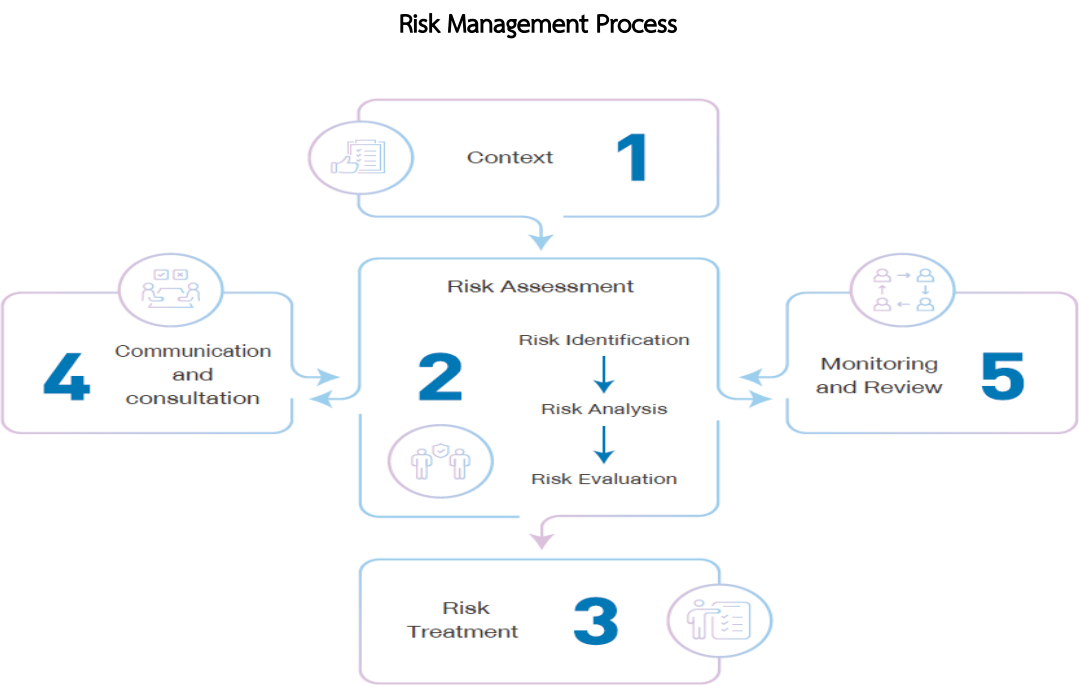 Risk Management Process
Context
1
Risk Assessment
2
Risk Identification
Risk Analysis
Risk Evaluation
Risk
Treatment
3
4
Communication
and
consultation
Monitoring
and Review
5